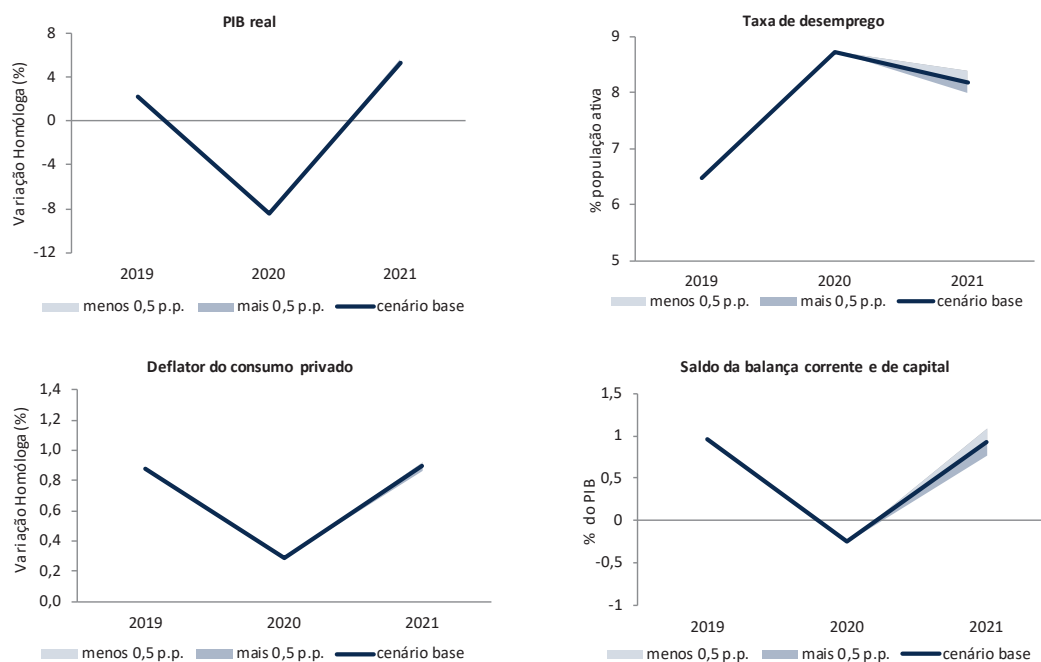 PIB real
Variação Homóloga (%)
8
4
0
-4
-8
-12
2019 2020 2021
menos 0,5 p.p. mais 0,5 p.p. cenário base
Taxa de desemprego
% população ativa
9
8
7
6
5
2019 2020 2021
menos 0,5 p.p. mais 0,5 p.p. cenário base
Deflator do consumo privado
Variação Homóloga (%)
1,4
1,2
1,0
0,8
0,6
0,4
0,2
0,0
2019 2020 2021
menos 0,5 p.p. mais 0,5 p.p. cenário base
Saldo da balança corrente e de capital
% do PIB
1,5
1
0,5
0
-0,5
-1
2019 2020 2021
menos 0,5 p.p. mais 0,5 p.p. cenário base